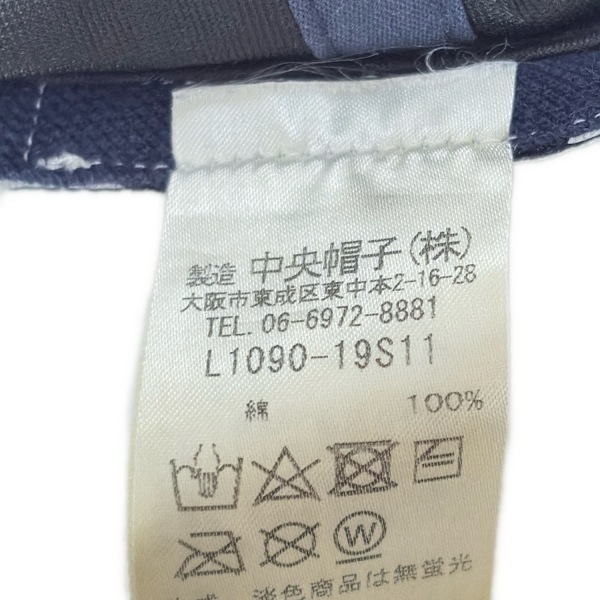 製造 中央帽子(株)
大阪市東成区東中本2-16-28
TEL. 06-6972-8881
L1090-19S11
綿 100%
W
淡色商品は無蛍光